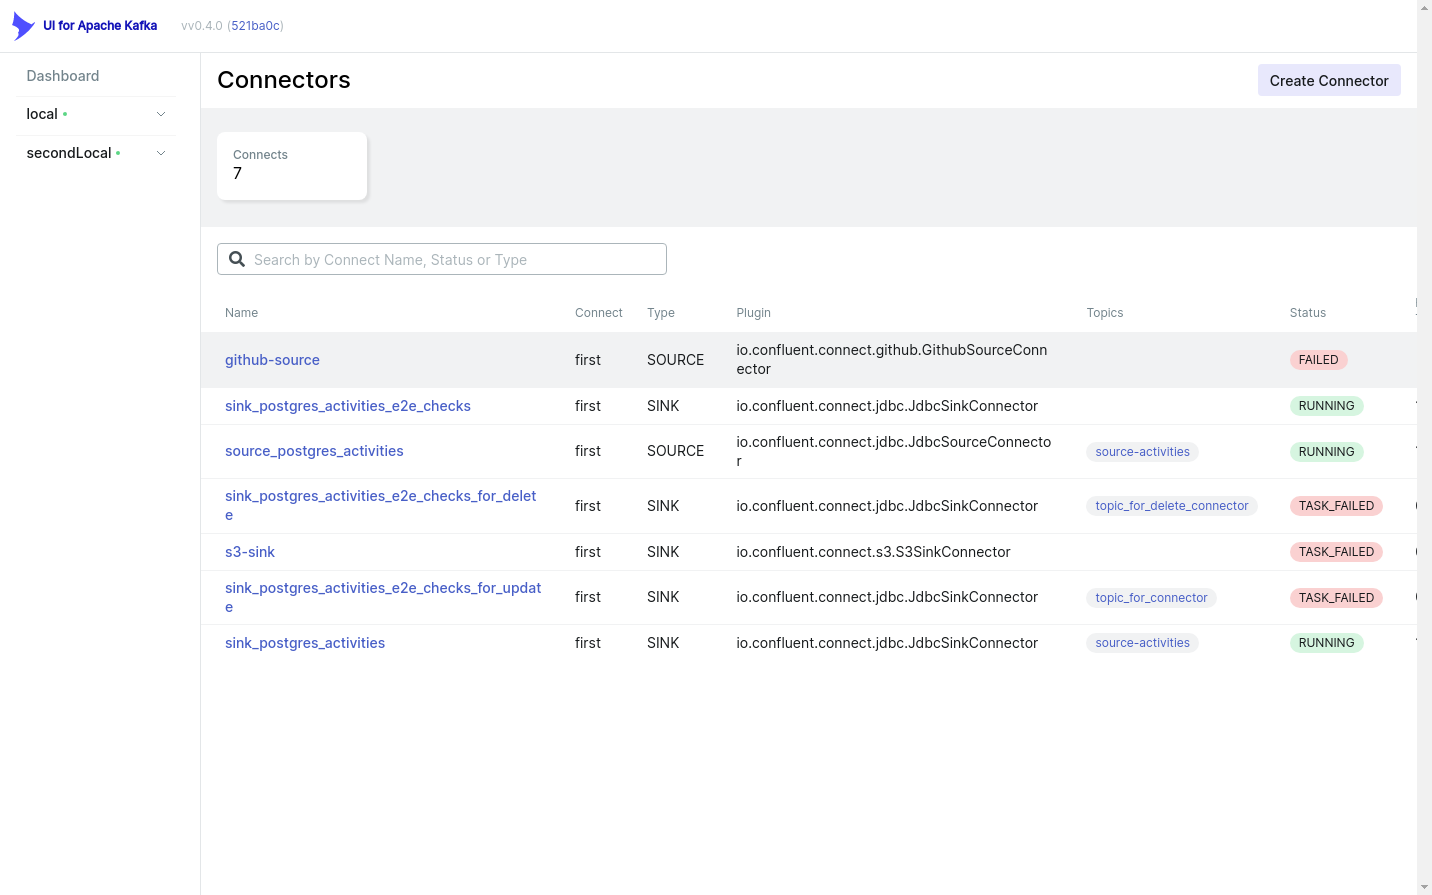 UI for Apache Kafka vv0.4.0 (521ba0c)
Dashboard
local
secondLocal
Connectors
Create Connector
Connects
7
Search by Connect Name, Status or Type
Name Connect Type Plugin Topics Status
github-source first SOURCE io.confluent.connect.github.GithubSourceConn
ector FAILED
sink_postgres_activities_e2e_checks first SINK io.confluent.connect.jdbc.JdbcSinkConnector RUNNING
source_postgres_activities first SOURCE io.confluent.connect.jdbc.JdbcSourceConnecto
r source-activities RUNNING
sink_postgres_activities_e2e_checks_for_delet
e first SINK io.confluent.connect.jdbc.JdbcSinkConnector topic_for_delete_connector TASK_FAILED
s3-sink first SINK io.confluent.connect.s3.S3SinkConnector TASK_FAILED
sink_postgres_activities_e2e_checks_for_updat
e first SINK io.confluent.connect.jdbc.JdbcSinkConnector topic_for_connector TASK_FAILED
sink_postgres_activities first SINK io.confluent.connect.jdbc.JdbcSinkConnector source-activities RUNNING